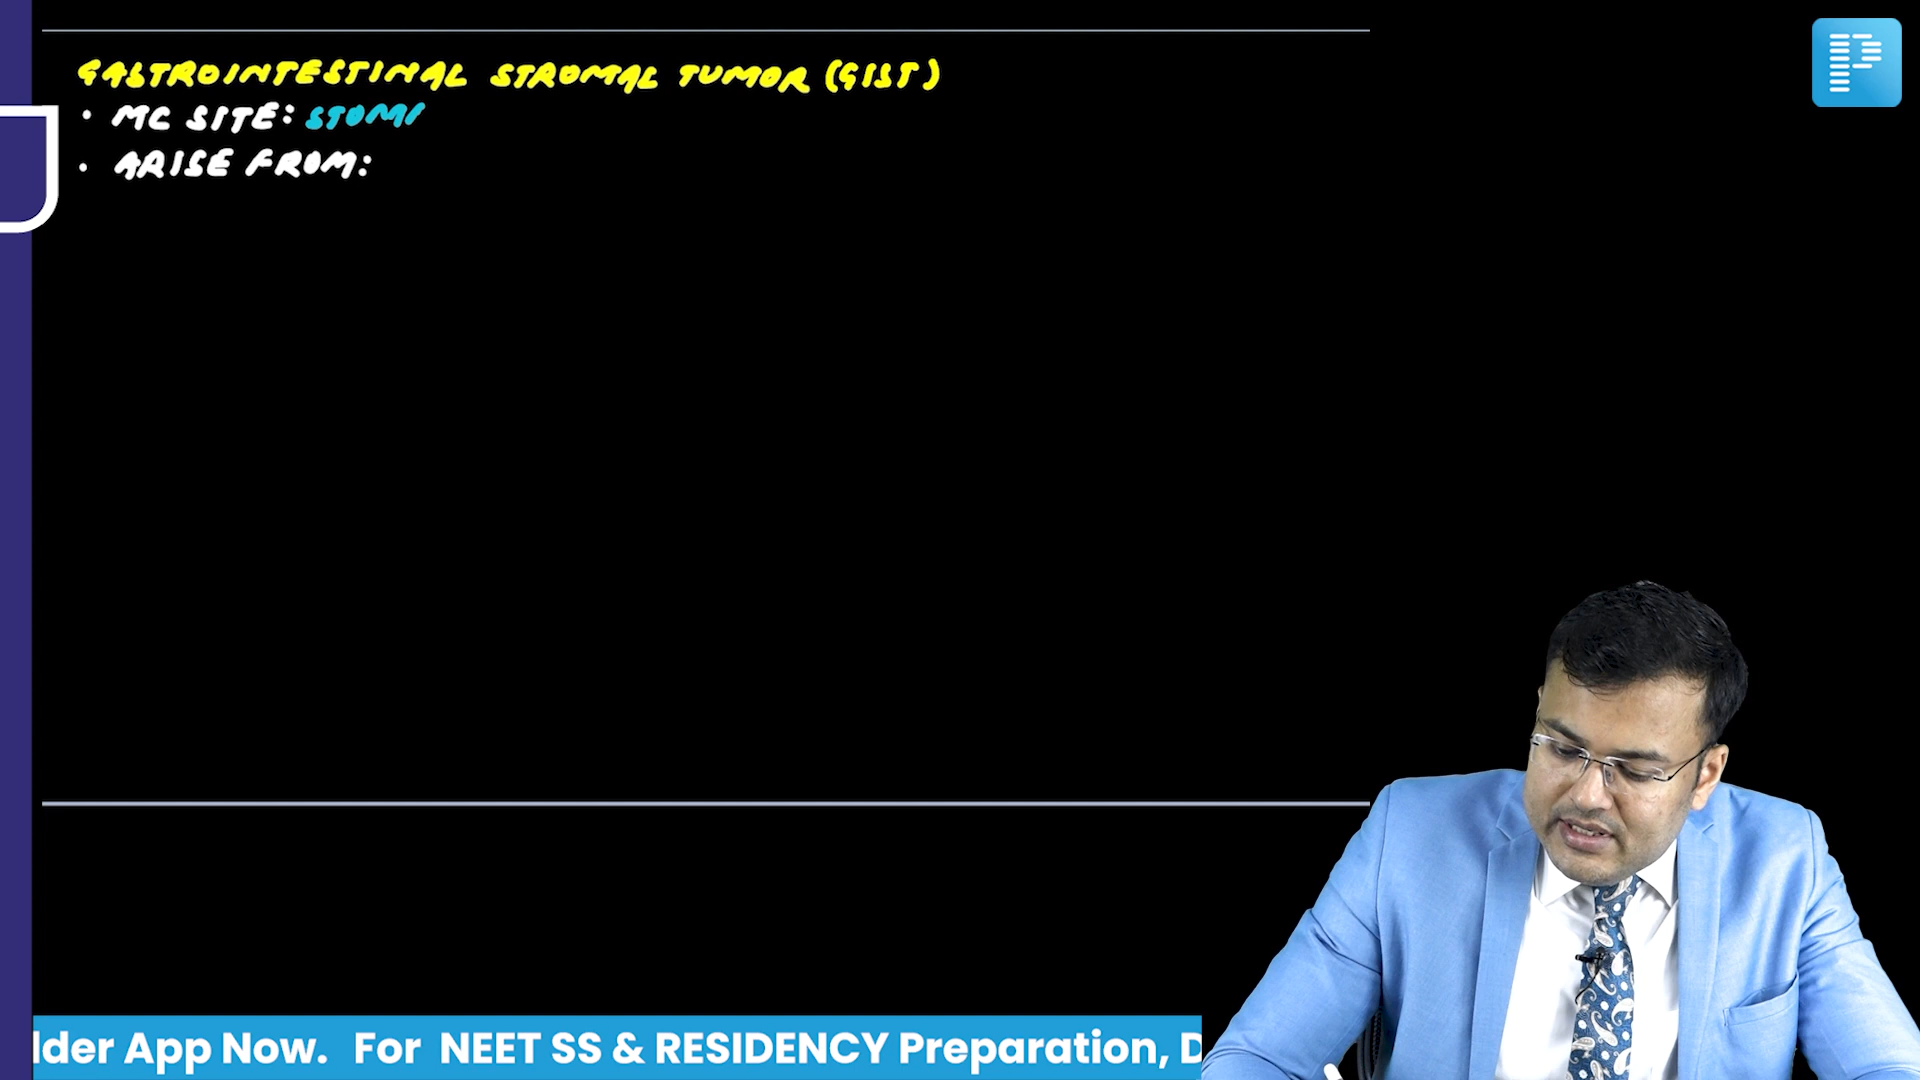 GASTROINTESTINAL STROMAL TUMOR (GIST)
• MC SITE: STOM
• ARISE FROM:
lder App Now. For NEET SS & RESIDENCY Preparation, D